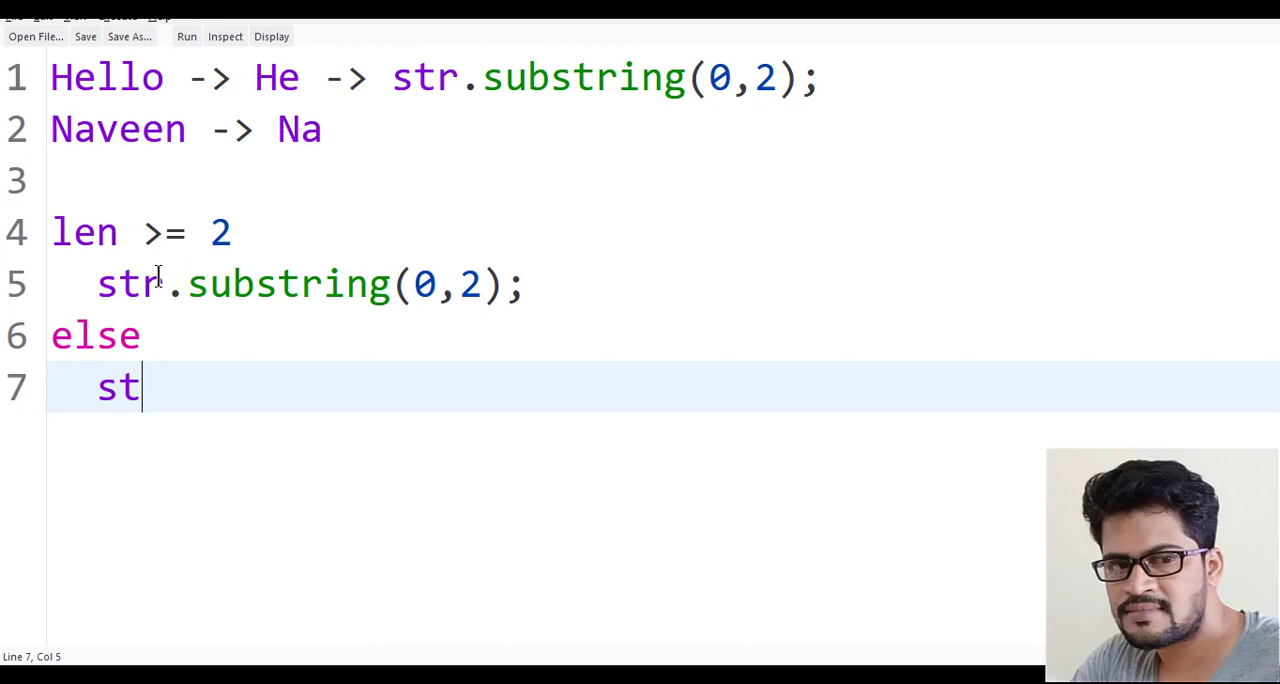 Open File... Save Save As... Run Inspect Display
1 Hello -> He -> str.substring(0,2);
2 Naveen -> Na
3
4 len >= 2
5 str.substring(0,2);
6 else
7 st
Line 7, Col 5